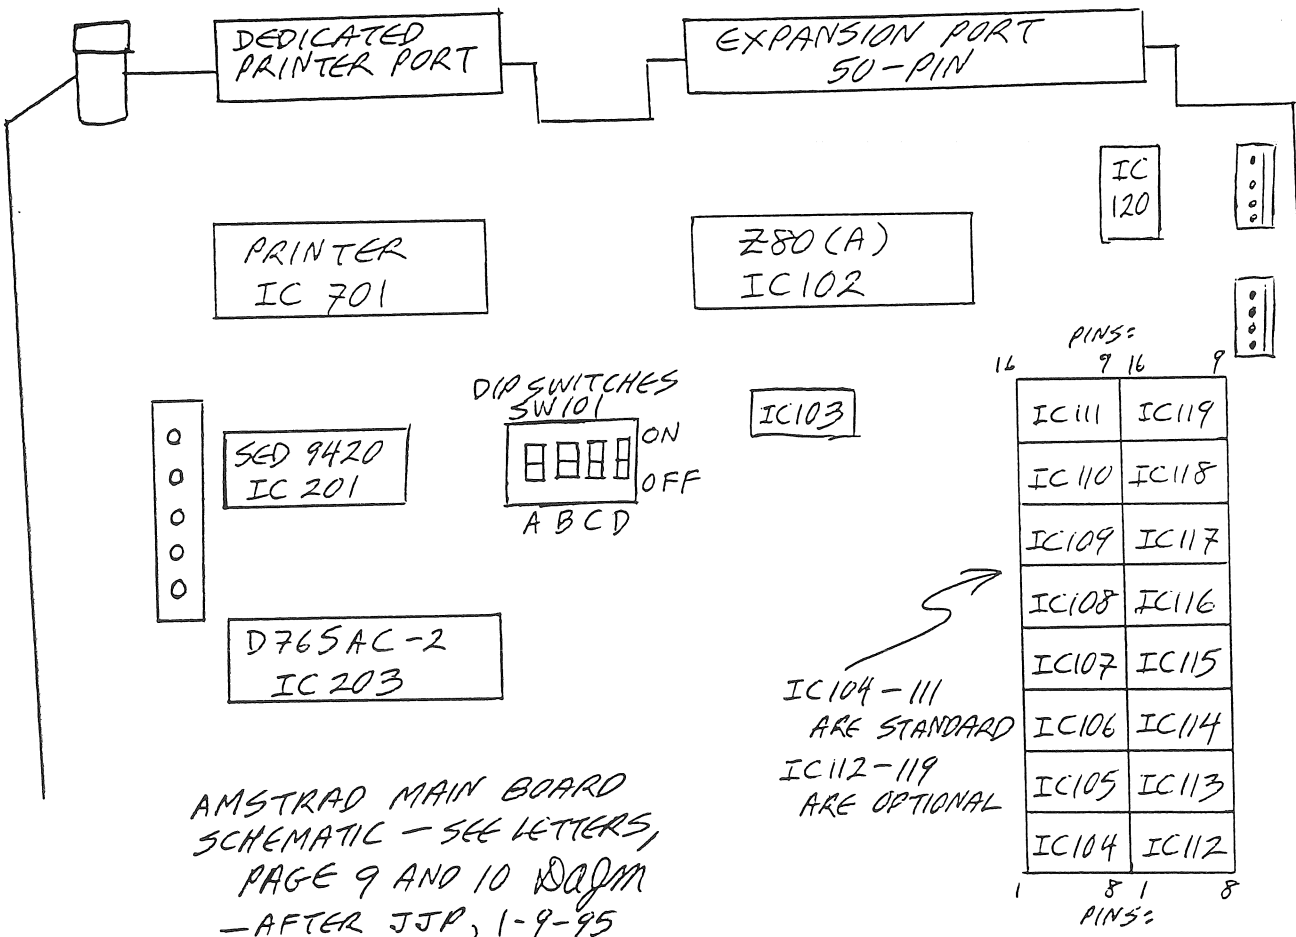 DEDICATED
PRINTER PORT
EXPANSION PORT
50-PIN
IC
120
PRINTER
IC 701
Z80(A)
IC102
DIP SWITCHES
SW101
ON
OFF
A B C D
IC103
SED 9420
IC 201
D765AC-2
IC 203
PINS:
16 9 16 9
IC111 IC119
IC110 IC118
IC109 IC117
IC108 IC116
IC107 IC115
IC106 IC114
IC105 IC113
IC104 IC112
1 8 1 8
PINS:
IC104-111
ARE STANDARD
IC112-119
ARE OPTIONAL
AMSTRAD MAIN BOARD
SCHEMATIC - SEE LETTERS,
PAGE 9 AND 10
- AFTER JJP, 1-9-95